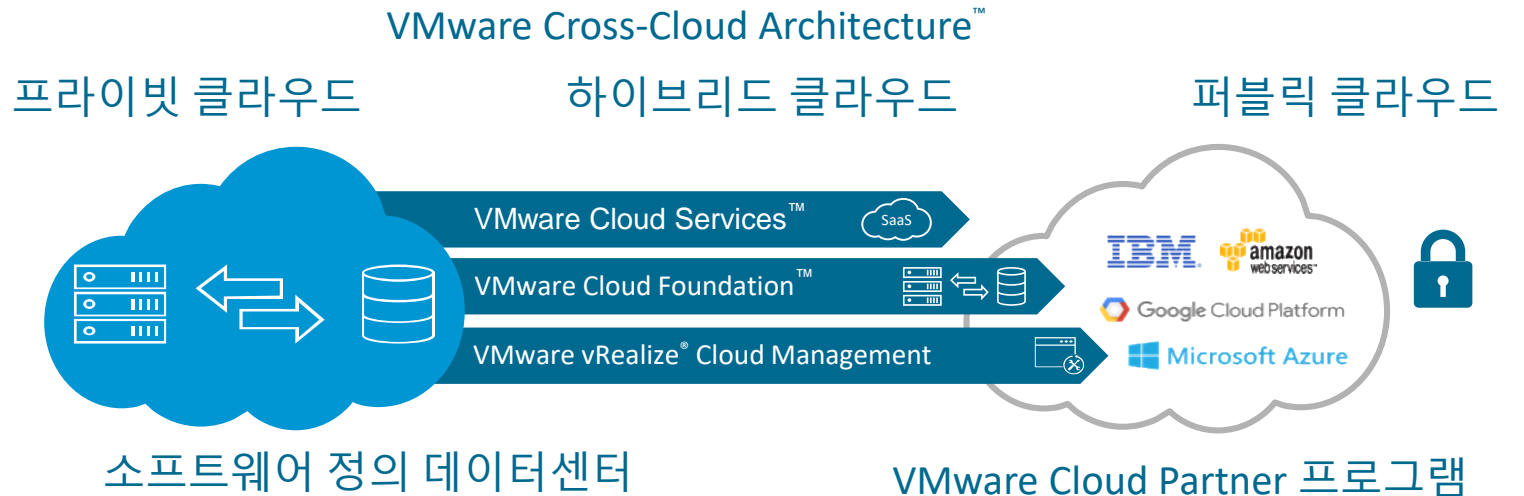 VMware Cross-Cloud Architecture™
프라이빗 클라우드
하이브리드 클라우드
퍼블릭 클라우드
VMware Cloud Services™
SaaS
VMware Cloud Foundation™
VMware vRealize® Cloud Management
IBM
amazon
web services™
Google Cloud Platform
Microsoft Azure
소프트웨어 정의 데이터센터
VMware Cloud Partner 프로그램